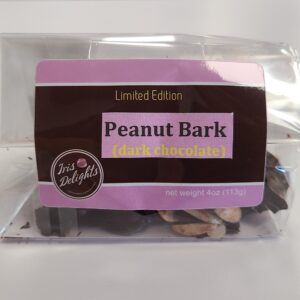 Limited Edition
Peanut Bark
{dark chocolate}
Iris
Delights
net weight 4oz (113g)